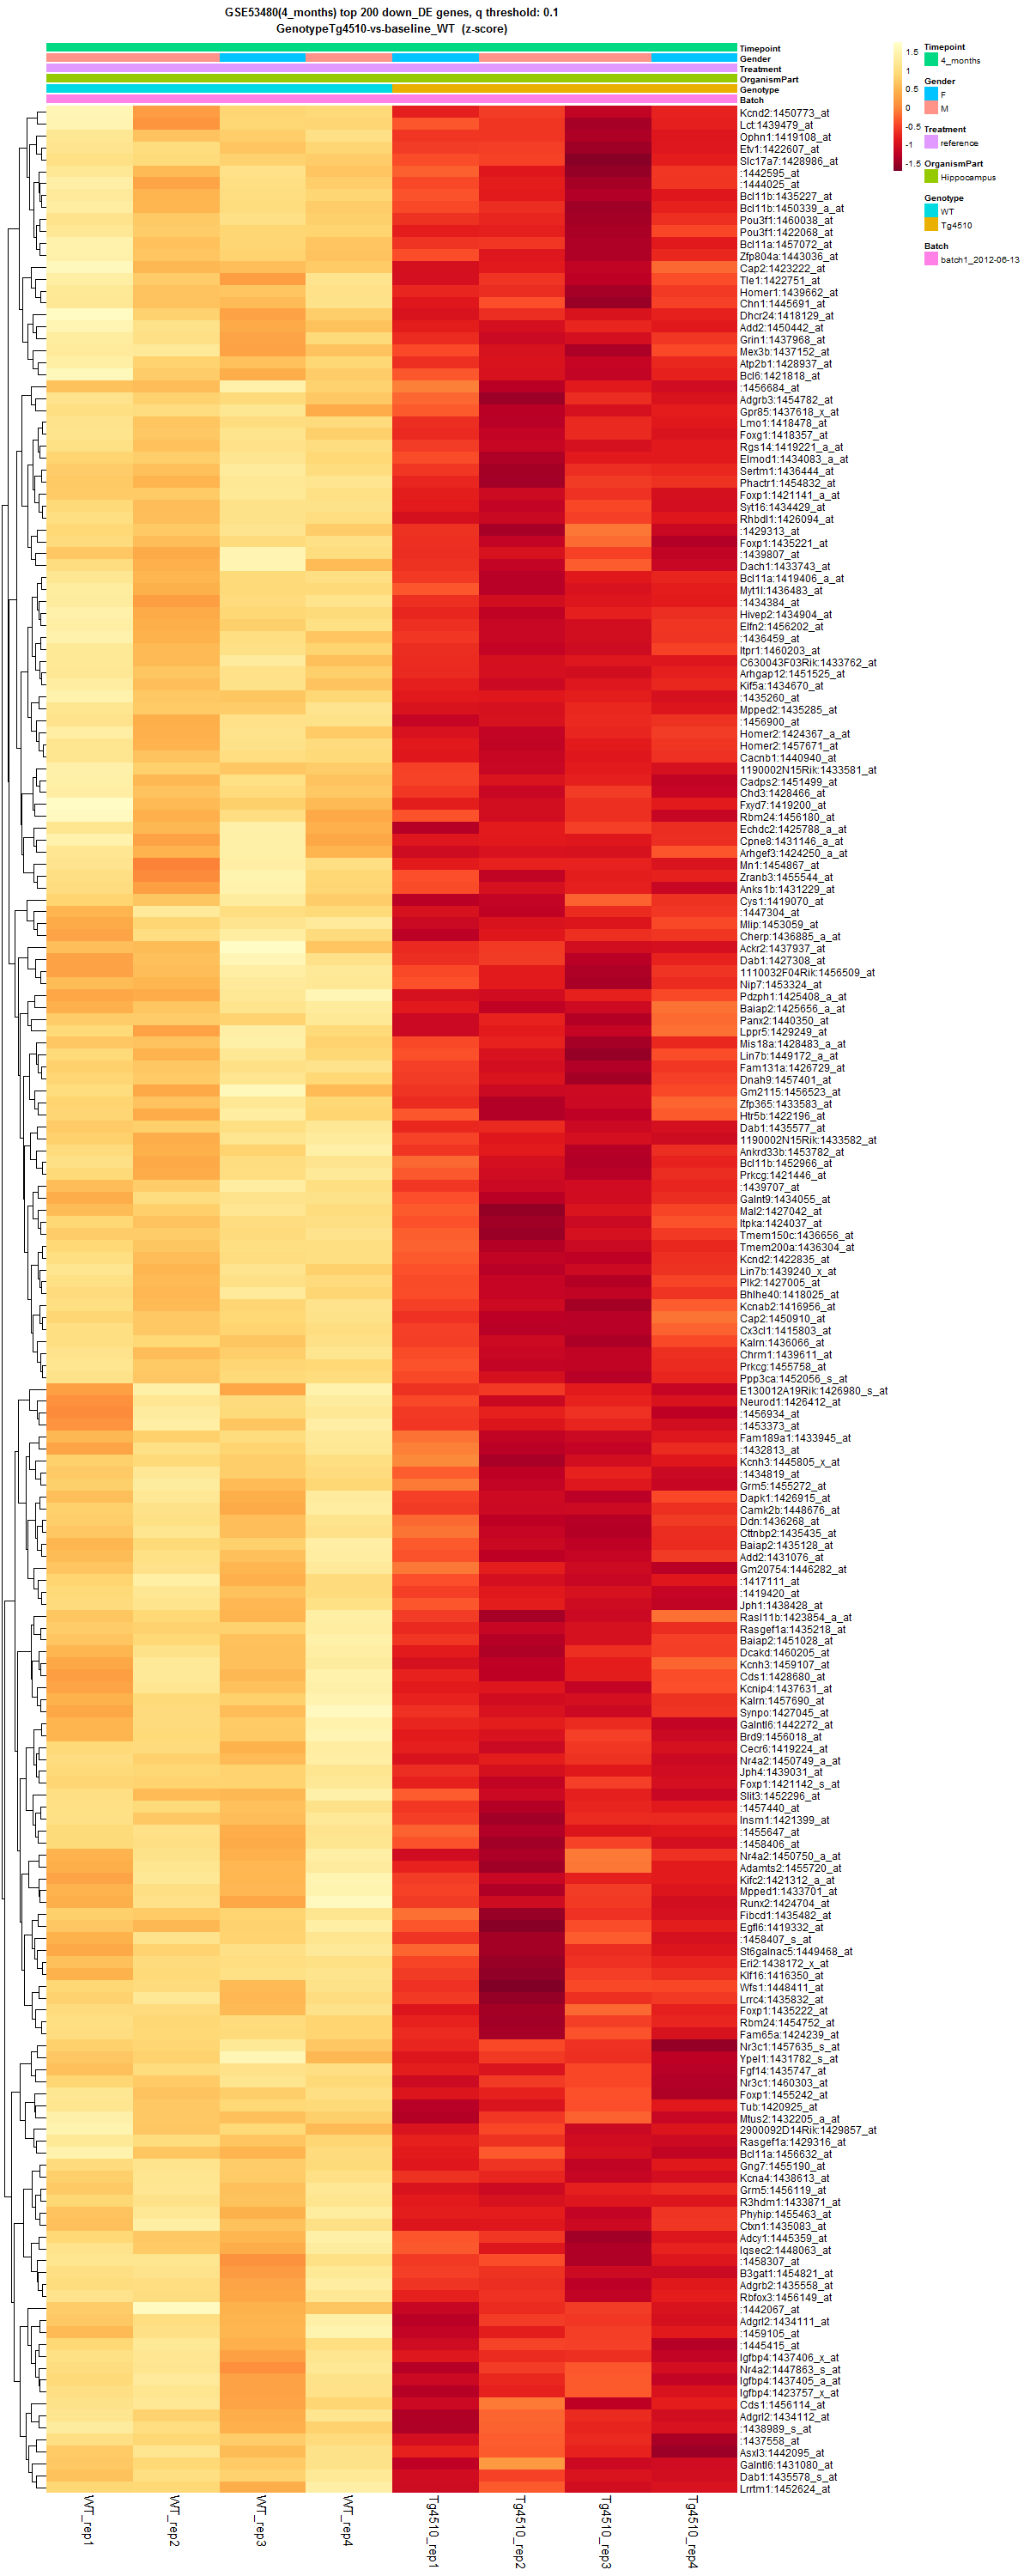 GSE53480(4_months) top 200 down_DE genes, q threshold: 0.1
GenotypeTg4510-vs-baseline_WT (z-score)
Timepoint
Gender
Treatment
OrganismPart
Genotype
Batch
1.5
1
0.5
0
-0.5
-1
-1.5
Timepoint
4_months
Gender
F
M
Treatment
reference
OrganismPart
Hippocampus
Genotype
WT
Tg4510
Batch
batch1_2012-06-13
Kcnd2:1450773_at
Lct:1439479_at
Ophn1:1419108_at
Etv1:1422607_at
Slc17a7:1428986_at
:1442595_at
:1444025_at
Bcl11b:1435227_at
Bcl11b:1450339_a_at
Pou3f1:1460038_at
Pou3f1:1422068_at
Bcl11a:1457072_at
Zfp804a:1443036_at
Cap2:1423222_at
Tle1:1422751_at
Homer1:1439662_at
Chn1:1445691_at
Dhcr24:1418129_at
Add2:1450442_at
Grin1:1437968_at
Mex3b:1437152_at
Atp2b1:1428937_at
Bcl6:1421818_at
:1456684_at
Adgrb3:1454782_at
Gpr85:1437618_x_at
Lmo1:1418478_at
Foxg1:1418357_at
Rgs14:1419221_a_at
Elmod1:1434083_a_at
Sertm1:1436444_at
Phactr1:1454832_at
Foxp1:1421141_a_at
Syt16:1434429_at
Rhbdl1:1426094_at
:1429313_at
Foxp1:1435221_at
:1439807_at
Dach1:1433743_at
Bcl11a:1419406_a_at
Myt1l:1436483_at
:1434384_at
Hivep2:1434904_at
Elfn2:1456202_at
:1436459_at
Itpr1:1460203_at
C630043F03Rik:1433762_at
Arhgap12:1451525_at
Kif5a:1434670_at
:1435260_at
Mpped2:1435285_at
:1456900_at
Homer2:1424367_a_at
Homer2:1457671_at
Cacnb1:1440940_at
1190002N15Rik:1433581_at
Cadps2:1451499_at
Chd3:1428466_at
Fxyd7:1419200_at
Rbm24:1456180_at
Echdc2:1425788_a_at
Cpne8:1431146_a_at
Arhgef3:1424250_a_at
Mn1:1454867_at
Zranb3:1455544_at
Anks1b:1431229_at
Cys1:1419070_at
:1447304_at
Mlip:1453059_at
Cherp:1436885_a_at
Ackr2:1437937_at
Dab1:1427308_at
1110032F04Rik:1456509_at
Nip7:1453324_at
Pdzph1:1425408_a_at
Baiap2:1425656_a_at
Panx2:1440350_at
Lppr5:1429249_at
Mis18a:1428483_a_at
Lin7b:1449172_a_at
Fam131a:1426729_at
Dnah9:1457401_at
Gm2115:1456523_at
Zfp365:1433583_at
Htr5b:1422196_at
Dab1:1435577_at
1190002N15Rik:1433582_at
Ankrd33b:1453782_at
Bcl11b:1452966_at
Prkcg:1421446_at
:1439707_at
Galnt9:1434055_at
Mal2:1427042_at
Itpka:1424037_at
Tmem150c:1436656_at
Tmem200a:1436304_at
Kcnd2:1422835_at
Lin7b:1439240_x_at
Plk2:1427005_at
Bhlhe40:1418025_at
Kcnab2:1416956_at
Cap2:1450910_at
Cx3cl1:1415803_at
Kalrn:1436066_at
Chrm1:1439611_at
Prkcg:1455758_at
Ppp3ca:1452056_s_at
E130012A19Rik:1426980_s_at
Neurod1:1426412_at
:1456934_at
:1453373_at
Fam189a1:1433945_at
:1432813_at
Kcnh3:1445805_x_at
:1434819_at
Grm5:1455272_at
Dapk1:1426915_at
Camk2b:1448676_at
Ddn:1436268_at
Cttnbp2:1435435_at
Baiap2:1435128_at
Add2:1431076_at
Gm20754:1446282_at
:1417111_at
:1419420_at
Jph1:1438428_at
Rasl11b:1423854_a_at
Rasgef1a:1435218_at
Baiap2:1451028_at
Dcakd:1460205_at
Kcnh3:1459107_at
Cds1:1428680_at
Kcnip4:1437631_at
Kalrn:1457690_at
Synpo:1427045_at
Galntl6:1442272_at
Brd9:1456018_at
Cecr6:1419224_at
Nr4a2:1450749_a_at
Jph4:1439031_at
Foxp1:1421142_s_at
Slit3:1452296_at
:1457440_at
Insm1:1421399_at
:1455647_at
:1458406_at
Nr4a2:1450750_a_at
Adamts2:1455720_at
Kifc2:1421312_a_at
Mpped1:1433701_at
Runx2:1424704_at
Fibcd1:1435482_at
Egfl6:1419332_at
:1458407_s_at
St6galnac5:1449468_at
Eri2:1438172_x_at
Klf16:1416350_at
Wfs1:1448411_at
Lrrc4:1435832_at
Foxp1:1435222_at
Rbm24:1454752_at
Fam65a:1424239_at
Nr3c1:1457635_s_at
Ypel1:1431782_s_at
Fgf14:1435747_at
Nr3c1:1460303_at
Foxp1:1455242_at
Tub:1420925_at
Mtus2:1432205_a_at
2900092D14Rik:1429857_at
Rasgef1a:1429316_at
Bcl11a:1456632_at
Gng7:1455190_at
Kcna4:1438613_at
Grm5:1456119_at
R3hdm1:1433871_at
Phyhip:1455463_at
Ctxn1:1435083_at
Adcy1:1445359_at
Iqsec2:1448063_at
:1458307_at
B3gat1:1454821_at
Adgrb2:1435558_at
Rbfox3:1456149_at
:1442067_at
Adgrl2:1434111_at
:1459105_at
:1445415_at
Igfbp4:1437406_x_at
Nr4a2:1447863_s_at
Igfbp4:1437405_a_at
Igfbp4:1423757_x_at
Cds1:1456114_at
Adgrl2:1434112_at
:1438989_s_at
:1437558_at
Asxl3:1442095_at
Galntl6:1431080_at
Dab1:1435578_s_at
Lrrtm1:1452624_at
WT_rep1
WT_rep2
WT_rep3
WT_rep4
Tg4510_rep1
Tg4510_rep2
Tg4510_rep3
Tg4510_rep4